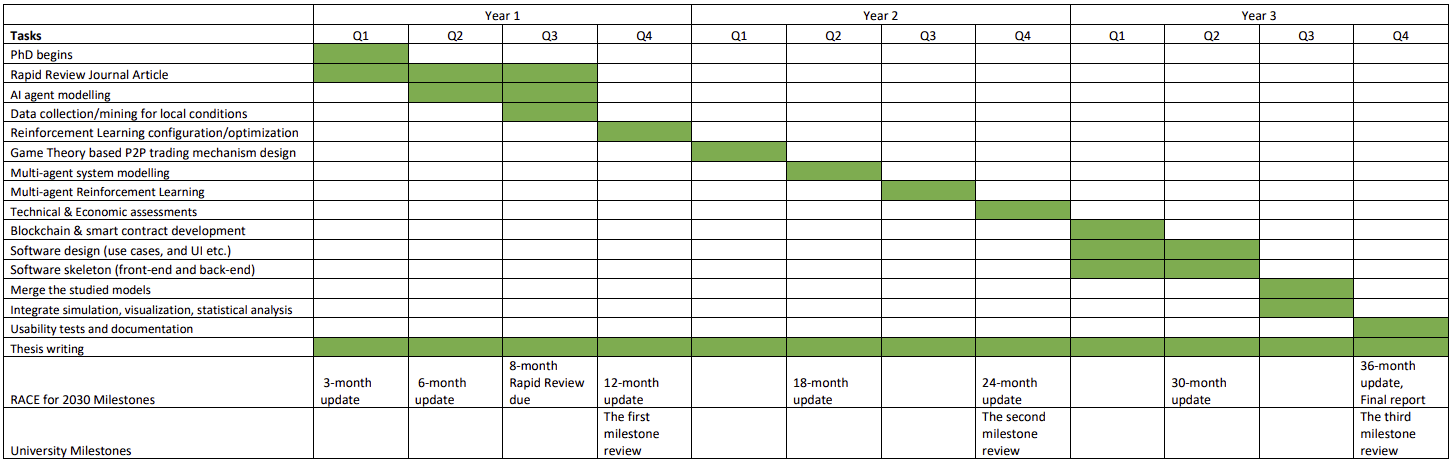 Year 1 Year 2 Year 3
Tasks Q1 Q2 Q3 Q4 Q1 Q2 Q3 Q4 Q1 Q2 Q3 Q4
PhD begins
Rapid Review Journal Article
AI agent modelling
Data collection/mining for local conditions
Reinforcement Learning configuration/optimization
Game Theory based P2P trading mechanism design
Multi-agent system modelling
Multi-agent Reinforcement Learning
Technical & Economic assessments
Blockchain & smart contract development
Software design (use cases, and UI etc.)
Software skeleton (front-end and back-end)
Merge the studied models
Integrate simulation, visualization, statistical analysis
Usability tests and documentation
Thesis writing
RACE for 2030 Milestones
3-month
update
6-month
update
8-month
Rapid Review
due
12-month
update
18-month
update
24-month
update
30-month
update
36-month
update,
Final report
University Milestones
The first
milestone
review
The second
milestone
review
The third
milestone
review